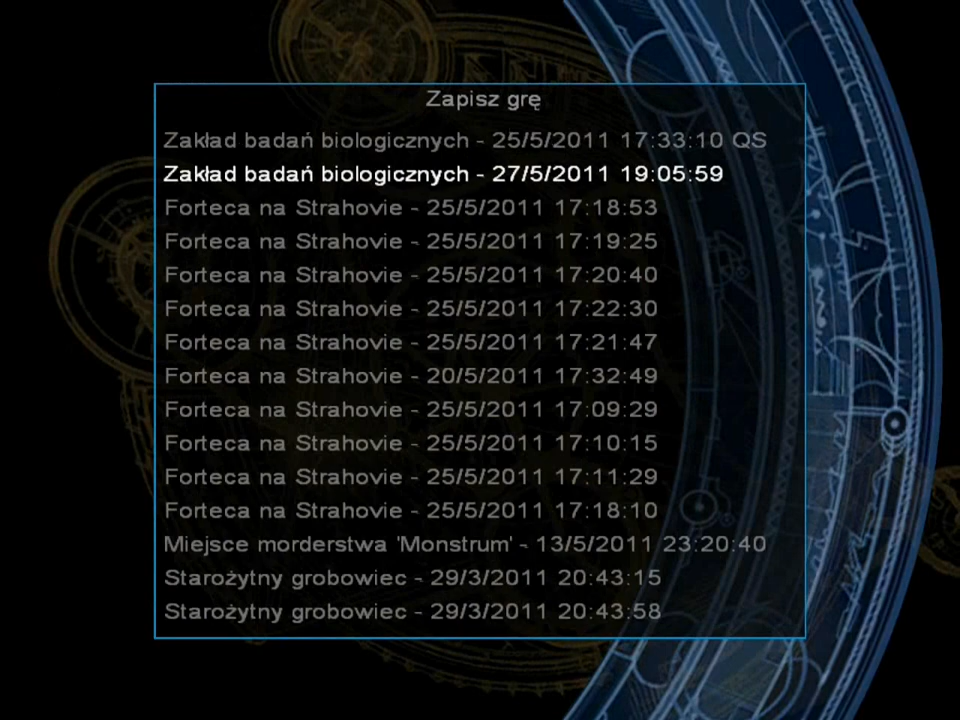 Zapisz grę
Zakład badań biologicznych - 25/5/2011 17:33:10 QS
Zakład badań biologicznych - 27/5/2011 19:05:59
Forteca na Strahovie - 25/5/2011 17:18:53
Forteca na Strahovie - 25/5/2011 17:19:25
Forteca na Strahovie - 25/5/2011 17:20:40
Forteca na Strahovie - 25/5/2011 17:22:30
Forteca na Strahovie - 25/5/2011 17:21:47
Forteca na Strahovie - 20/5/2011 17:32:49
Forteca na Strahovie - 25/5/2011 17:09:29
Forteca na Strahovie - 25/5/2011 17:10:15
Forteca na Strahovie - 25/5/2011 17:11:29
Forteca na Strahovie - 25/5/2011 17:18:10
Miejsce morderstwa 'Monstrum' - 13/5/2011 23:20:40
Starożytny grobowiec - 29/3/2011 20:43:15
Starożytny grobowiec - 29/3/2011 20:43:58